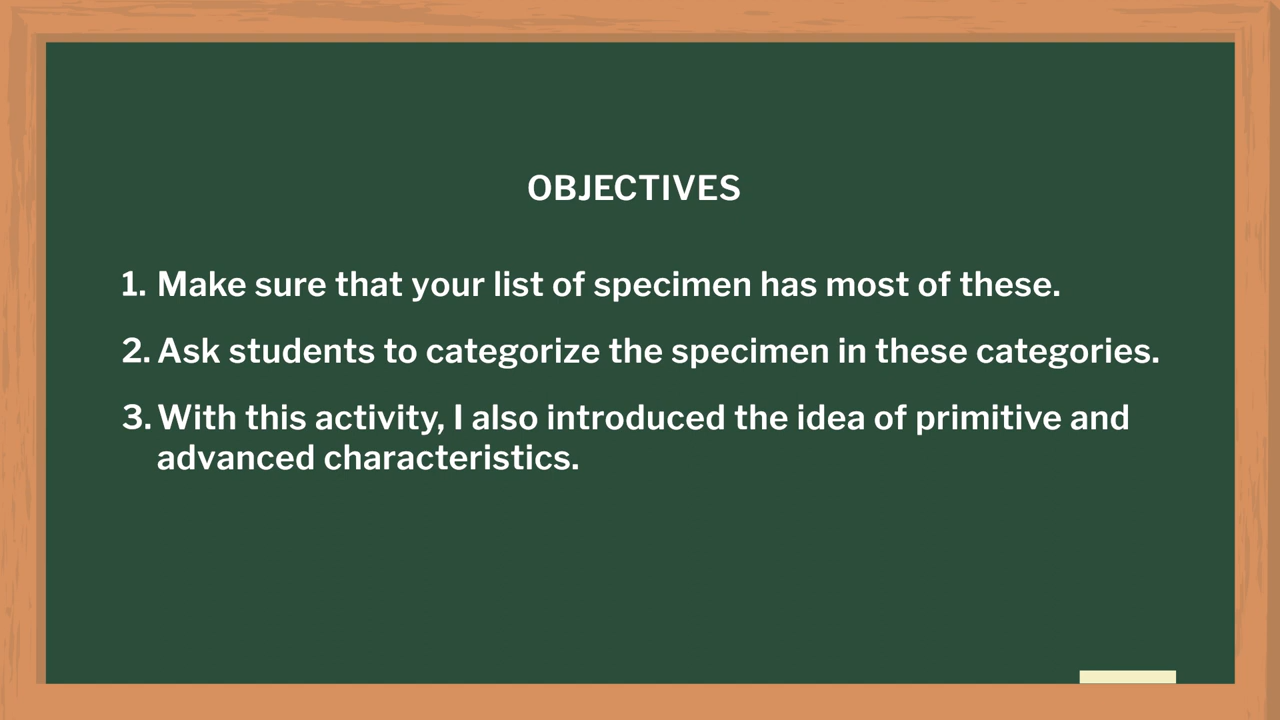 OBJECTIVES
1. Make sure that your list of specimen has most of these.
2. Ask students to categorize the specimen in these categories.
3. With this activity, I also introduced the idea of primitive and
advanced characteristics.